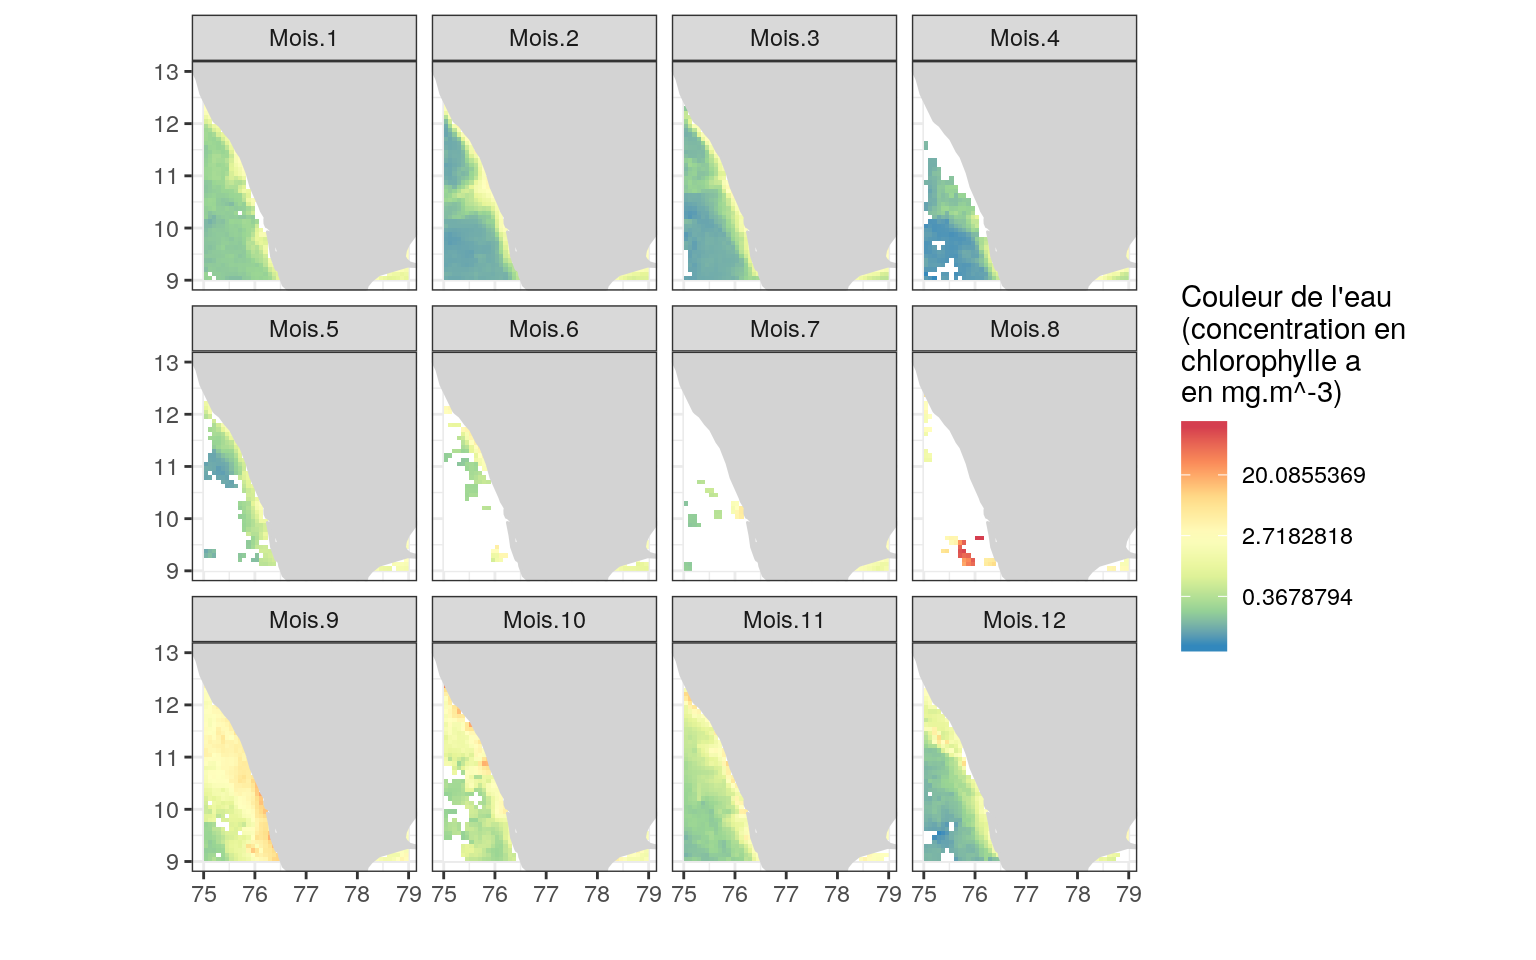 Mois.1 Mois.2 Mois.3 Mois.4
13
12
11
10
9
Mois.5 Mois.6 Mois.7 Mois.8
13
12
11
10
9
Mois.9 Mois.10 Mois.11 Mois.12
13
12
11
10
9
75 76 77 78 79 75 76 77 78 79 75 76 77 78 79 75 76 77 78 79
Couleur de l'eau
(concentration en
chlorophylle a
en mg.m^-3)
20.0855369
2.7182818
0.3678794